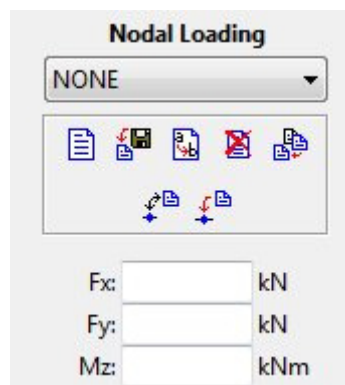 Nodal Loading
NONE
a
b
Fx: kN
Fy: kN
Mz: kNm